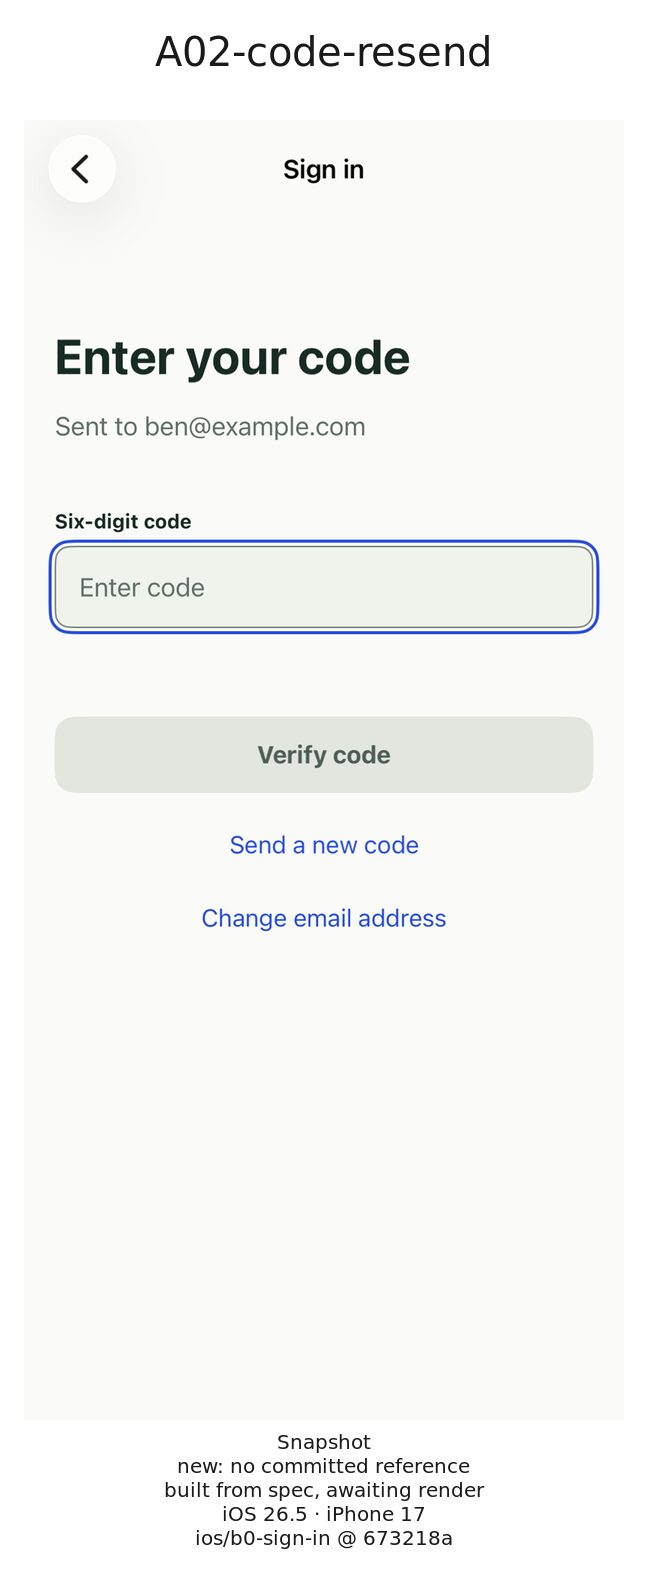 A02-code-resend
Sign in
Enter your code
Sent to ben@example.com
Six-digit code
Enter code
Verify code
Send a new code
Change email address
Snapshot
new: no committed reference
built from spec, awaiting render
iOS 26.5 · iPhone 17
ios/b0-sign-in @ 673218a